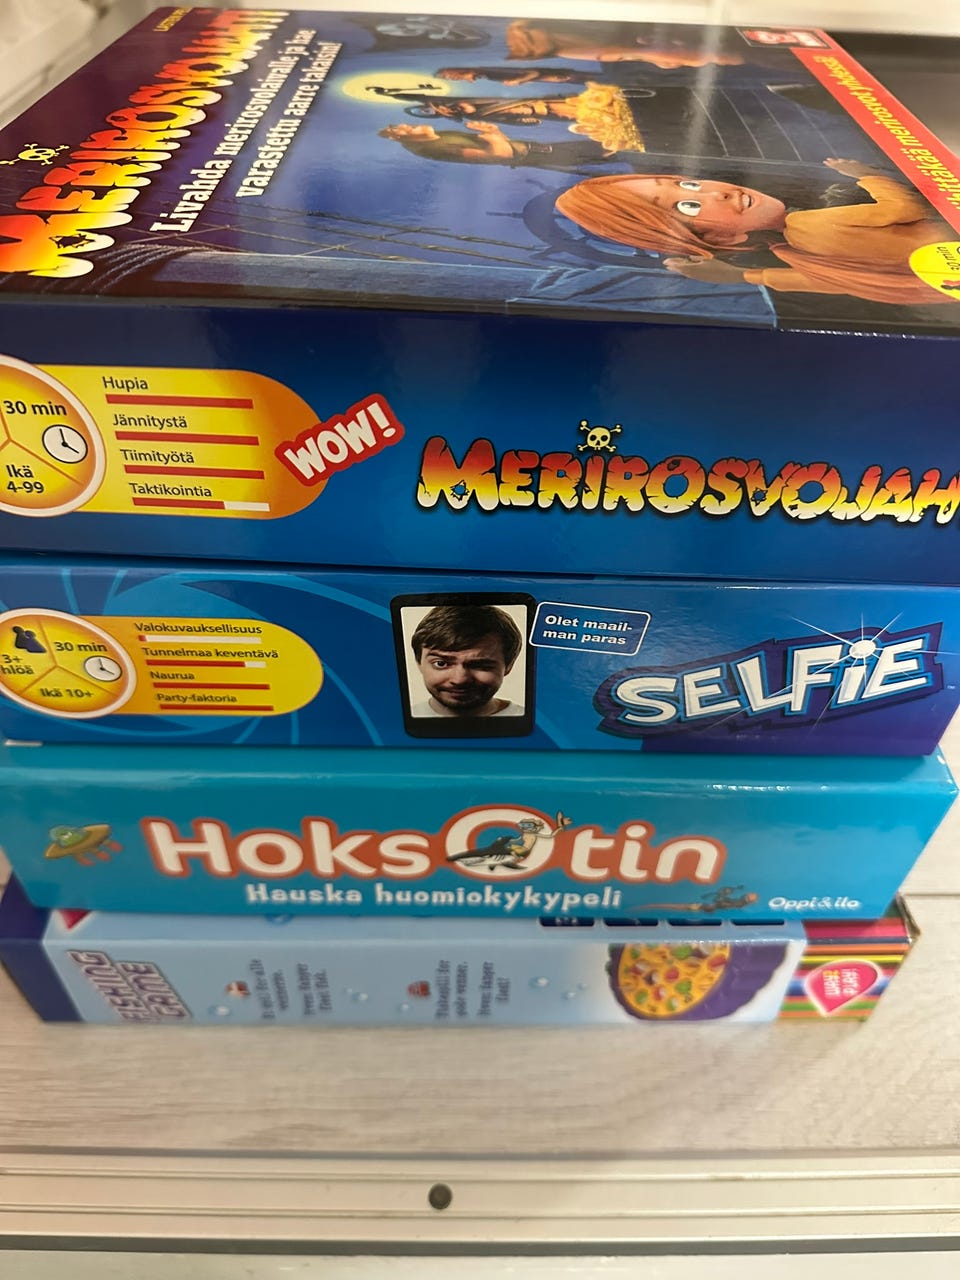 MERIROSVOJAHTI
Livahda merirosvolaivalle ja tee
varastettu aarre takaisin!
30 min
Ikä
4-99
Hupia
Jännitystä
Tiimityötä
Taktikointia
WOW!
MERIROSVOJAH
3+
hlöä
30 min
Ikä 10+
Valokuvauksellisuus
Tunnelmaa keventävä
Naurua
Party-faktoria
Olet maail-
man paras
SELFiE
HoksOtin
Hauska huomiokykypeli
Oppi&ilo
FISHING
GAME